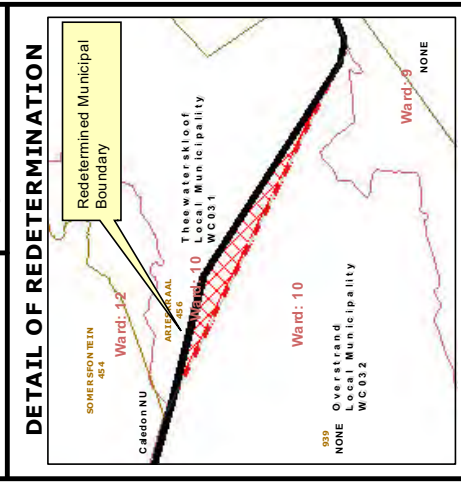 DETAIL OF REDETERMINATION
Redetermined Municipal
Boundary
SOMERSFONTEIN
454
Ward: 12
Caledon NU
ARIESKRAAL
456
Ward: 10
Theewaterskloof
Local Municipality
WC031
Ward: 9
NONE
Ward: 10
939
NONE
Overstrand
Local Municipality
WC032